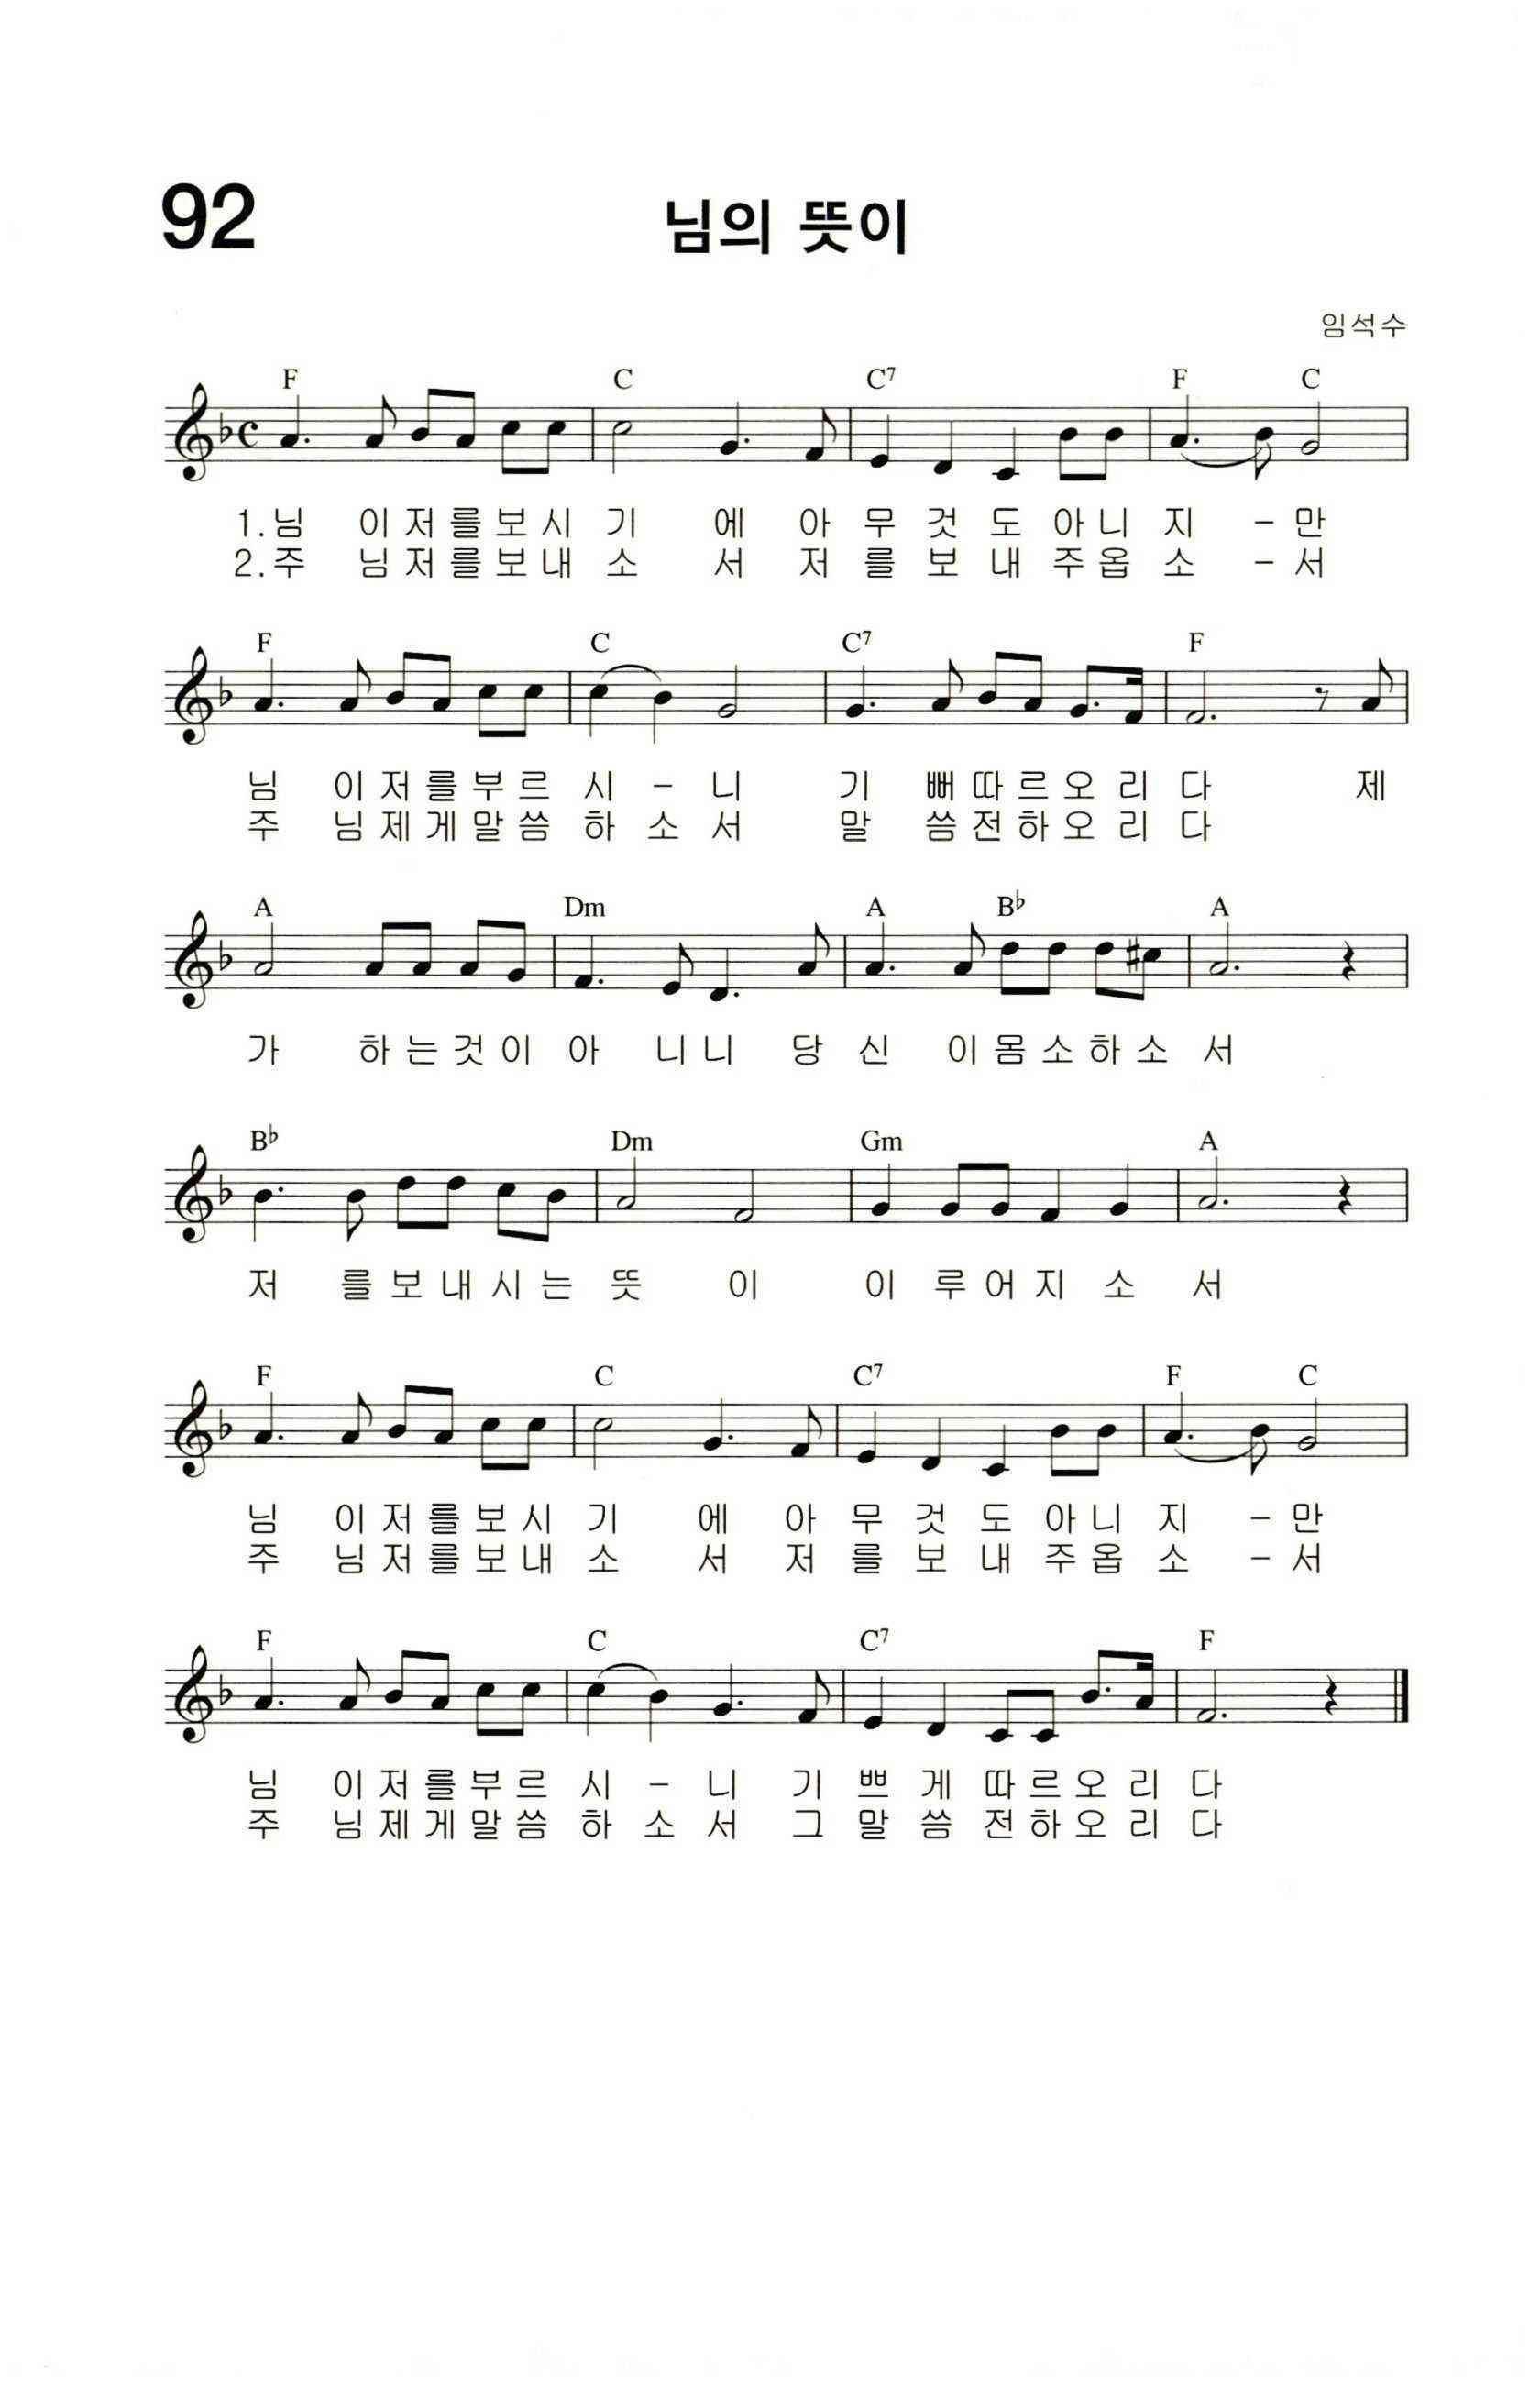 92
님의 뜻이
임석수
F C C7 F C
1.님 이저를보시 기 에 아 무 것 도 아니 지 - 만
2.주 님저를보내 소 서 저 를 보 내 주옵 소 - 서
F C C7 F
님 이저를부르 시 - 니 기 뻐따르오 리 다 제
주 님제게말씀 하 소 서 말 씀전하오 리 다
A Dm A B♭ A
가 하는것이 아 니니 당 신 이몸소하소 서
B♭ Dm Gm A
저 를보내시는 뜻 이 이 루어지 소 서
F C C7 F C
님 이저를보시 기 에 아 무 것 도 아니 지 - 만
주 님저를보내 소 서 저 를 보 내 주옵 소 - 서
F C C7 F
님 이저를부르 시 - 니 기 쁘 게 따르오 리 다
주 님제게말씀 하 소 서 그 말 씀 전하오 리 다